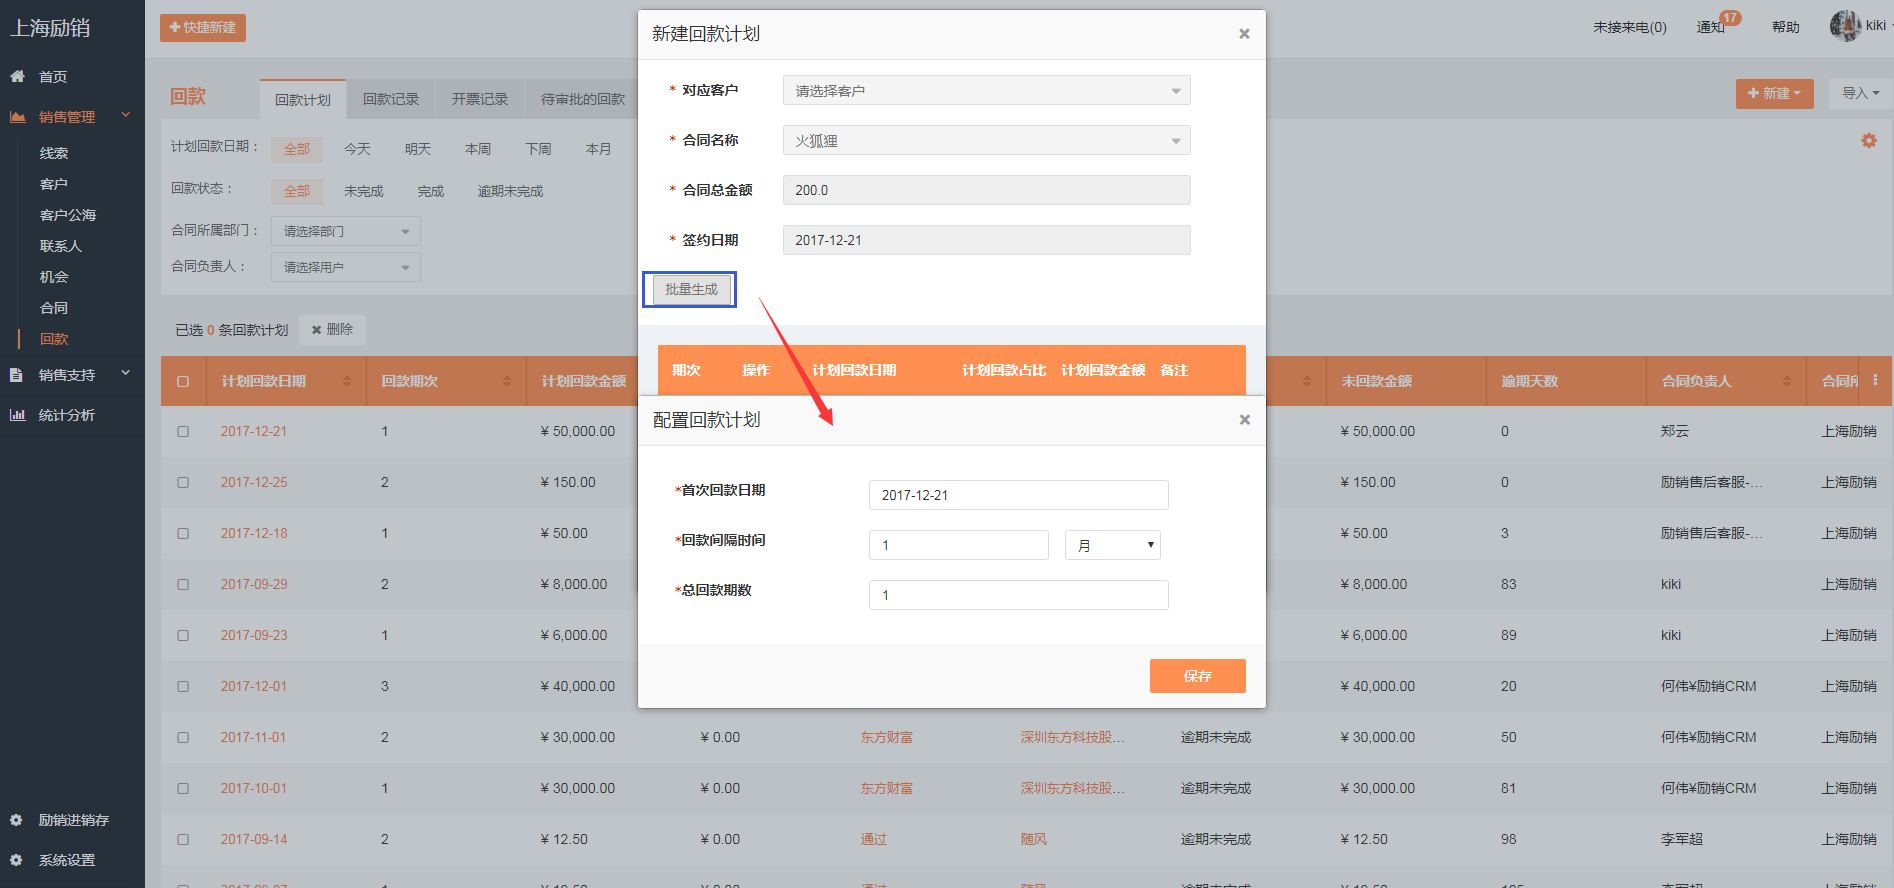 上海励销
快捷新建
未接来电(0)
通知
17
帮助
kiki
首页
销售管理
线索
客户
客户公海
联系人
机会
合同
回款
销售支持
统计分析
励销进销存
系统设置
回款
回款计划
回款记录
开票记录
待审批的回款
新建
导入
计划回款日期：
全部 今天 明天 本周 下周 本月
回款状态：
全部 未完成 完成 逾期未完成
合同所属部门：
请选择部门
合同负责人：
请选择用户
已选 0 条回款计划
删除
新建回款计划
* 对应客户
请选择客户
* 合同名称
火狐狸
* 合同总金额
200.0
* 签约日期
2017-12-21
批量生成
期次 操作 计划回款日期 计划回款占比 计划回款金额 备注
配置回款计划
*首次回款日期
2017-12-21
*回款间隔时间
1
月
*总回款期数
1
保存
计划回款日期 回款期次 计划回款金额 未回款金额 逾期天数 合同负责人
2017-12-21 1 ¥ 50,000.00 ¥ 50,000.00 0 郑云 上海励销
2017-12-25 2 ¥ 150.00 ¥ 150.00 0 励销售后客服-... 上海励销
2017-12-18 1 ¥ 50.00 ¥ 50.00 3 励销售后客服-... 上海励销
2017-09-29 2 ¥ 8,000.00 ¥ 8,000.00 83 kiki 上海励销
2017-09-23 1 ¥ 6,000.00 ¥ 6,000.00 89 kiki 上海励销
2017-12-01 3 ¥ 40,000.00 ¥ 40,000.00 20 何伟¥励销CRM 上海励销
2017-11-01 2 ¥ 30,000.00 ¥ 0.00 东方财富 深圳东方科技股... 逾期未完成 ¥ 30,000.00 50 何伟¥励销CRM 上海励销
2017-10-01 1 ¥ 30,000.00 ¥ 0.00 东方财富 深圳东方科技股... 逾期未完成 ¥ 30,000.00 81 何伟¥励销CRM 上海励销
2017-09-14 2 ¥ 12.50 ¥ 0.00 通过 随风 逾期未完成 ¥ 12.50 98 李军超 上海励销